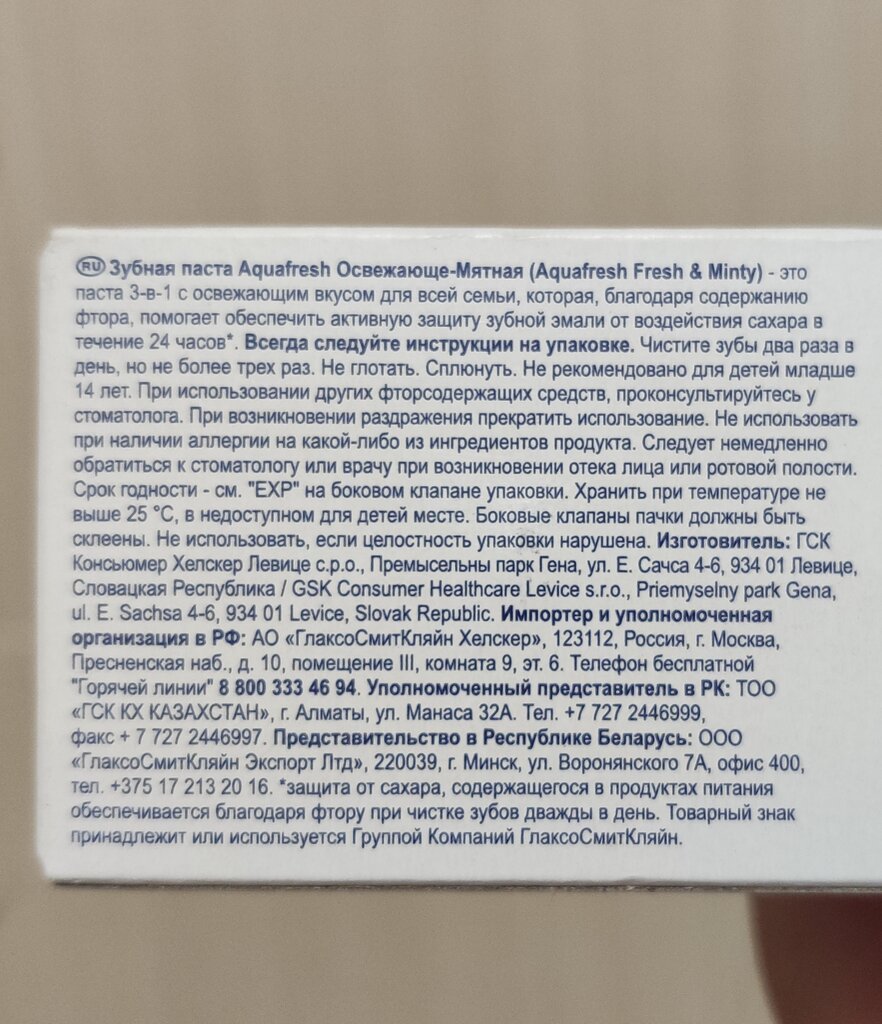 RU Зубная паста Aquafresh Освежающе-Мятная (Aquafresh Fresh & Minty) - это
паста 3-в-1 с освежающим вкусом для всей семьи, которая, благодаря содержанию
фтора, помогает обеспечить активную защиту зубной эмали от воздействия сахара в
течение 24 часов*. Всегда следуйте инструкции на упаковке. Чистите зубы два раза в
день, но не более трех раз. Не глотать. Сплюнуть. Не рекомендовано для детей младше
14 лет. При использовании других фторсодержащих средств, проконсультируйтесь у
стоматолога. При возникновении раздражения прекратить использование. Не использовать
при наличии аллергии на какой-либо из ингредиентов продукта. Следует немедленно
обратиться к стоматологу или врачу при возникновении отека лица или ротовой полости.
Срок годности - см. "EXP" на боковом клапане упаковки. Хранить при температуре не
выше 25 °C, в недоступном для детей месте. Боковые клапаны пачки должны быть
склеены. Не использовать, если целостность упаковки нарушена. Изготовитель: ГСК
Консьюмер Хелскер Левице с.р.о., Премысельны парк Гена, ул. Е. Сачса 4-6, 934 01 Левице,
Словацкая Республика / GSK Consumer Healthcare Levice s.r.o., Priemyselny park Gena,
ul. E. Sachsa 4-6, 934 01 Levice, Slovak Republic. Импортер и уполномоченная
организация в РФ: АО «ГлаксоСмитКляйн Хелскер», 123112, Россия, г. Москва,
Пресненская наб., д. 10, помещение III, комната 9, эт. 6. Телефон бесплатной
"Горячей линии" 8 800 333 46 94. Уполномоченный представитель в РК: ТОО
«ГСК КХ КАЗАХСТАН», г. Алматы, ул. Манаса 32А. Тел. +7 727 2446999,
факс + 7 727 2446997. Представительство в Республике Беларусь: ООО
«ГлаксоСмитКляйн Экспорт Лтд», 220039, г. Минск, ул. Воронянского 7А, офис 400,
тел. +375 17 213 20 16. *защита от сахара, содержащегося в продуктах питания
обеспечивается благодаря фтору при чистке зубов дважды в день. Товарный знак
принадлежит или используется Группой Компаний ГлаксоСмитКляйн.